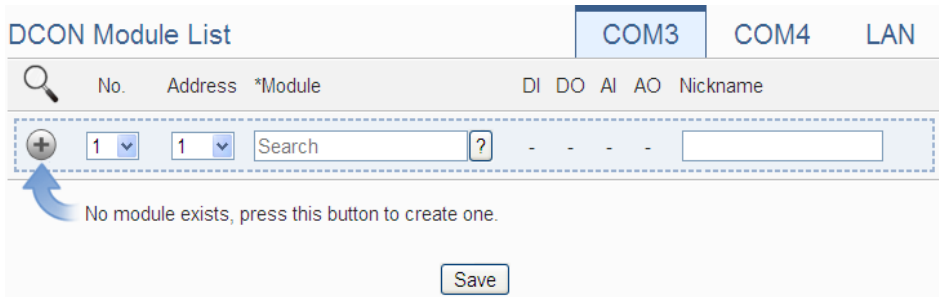 DCON Module List COM3 COM4 LAN
No. Address *Module DI DO AI AO Nickname
1 1 Search ? - - - -
No module exists, press this button to create one.
Save